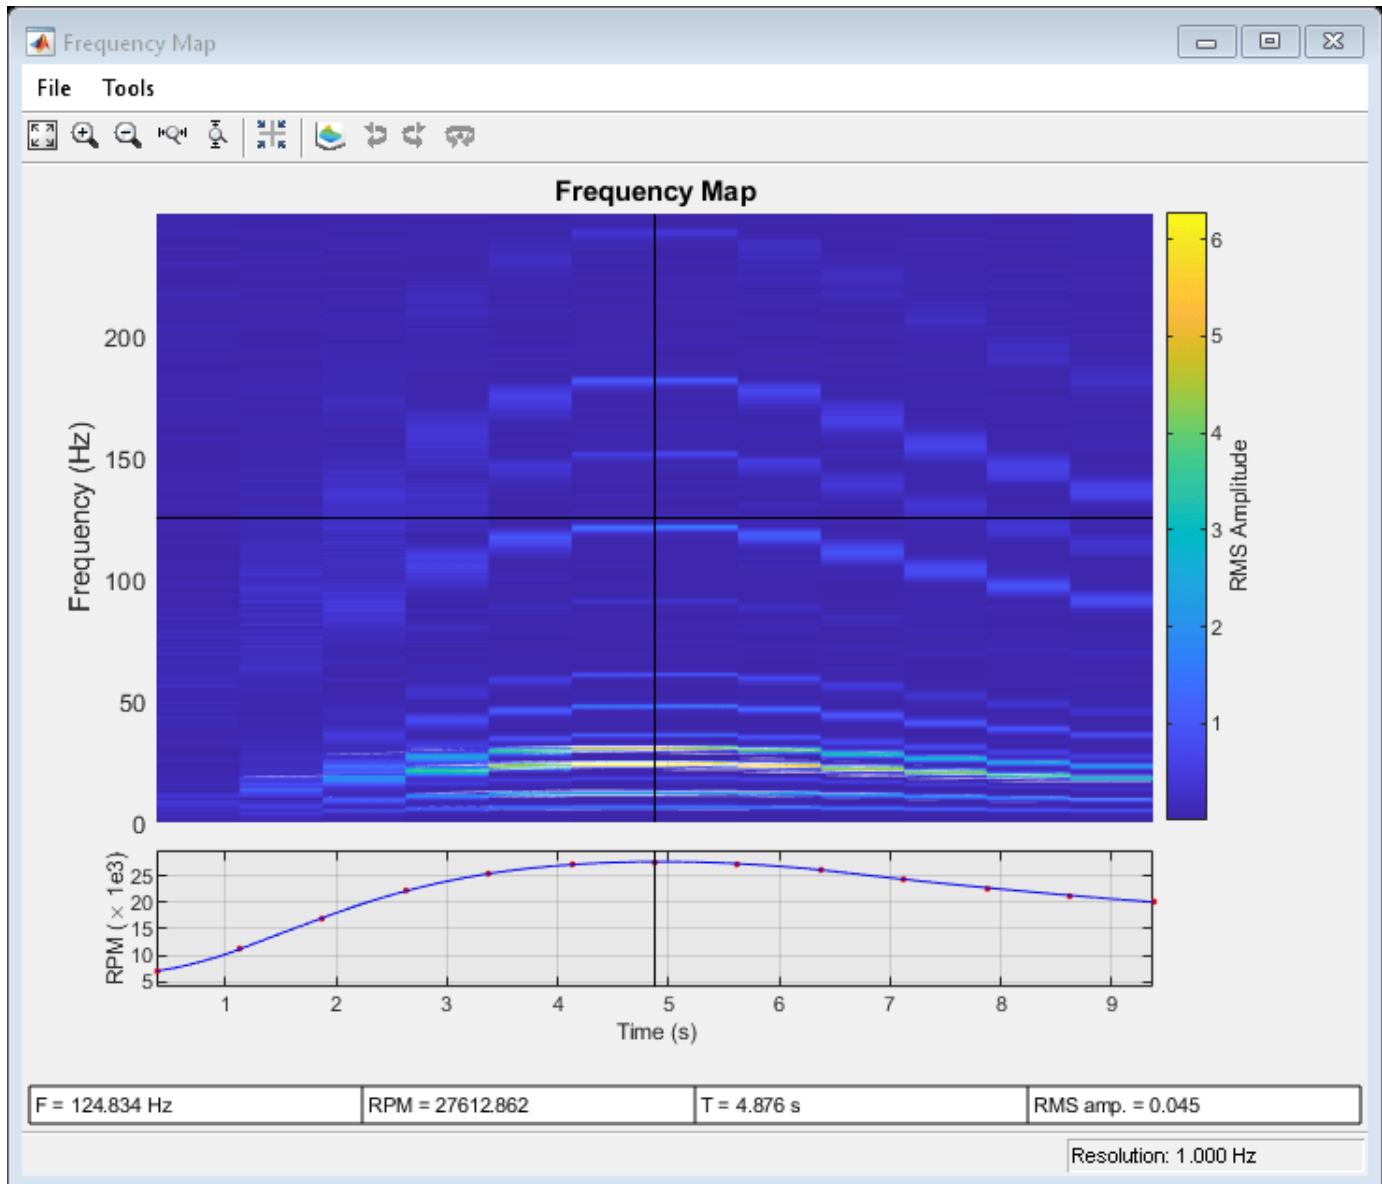 Frequency Map
File Tools
Frequency Map
Frequency (Hz)
200
150
100
50
0
6
5
4
3
2
1
RMS Amplitude
RPM ( × 1e3)
25
20
15
10
5
1 2 3 4 5 6 7 8 9
Time (s)
F = 124.834 Hz RPM = 27612.862 T = 4.876 s RMS amp. = 0.045
Resolution: 1.000 Hz